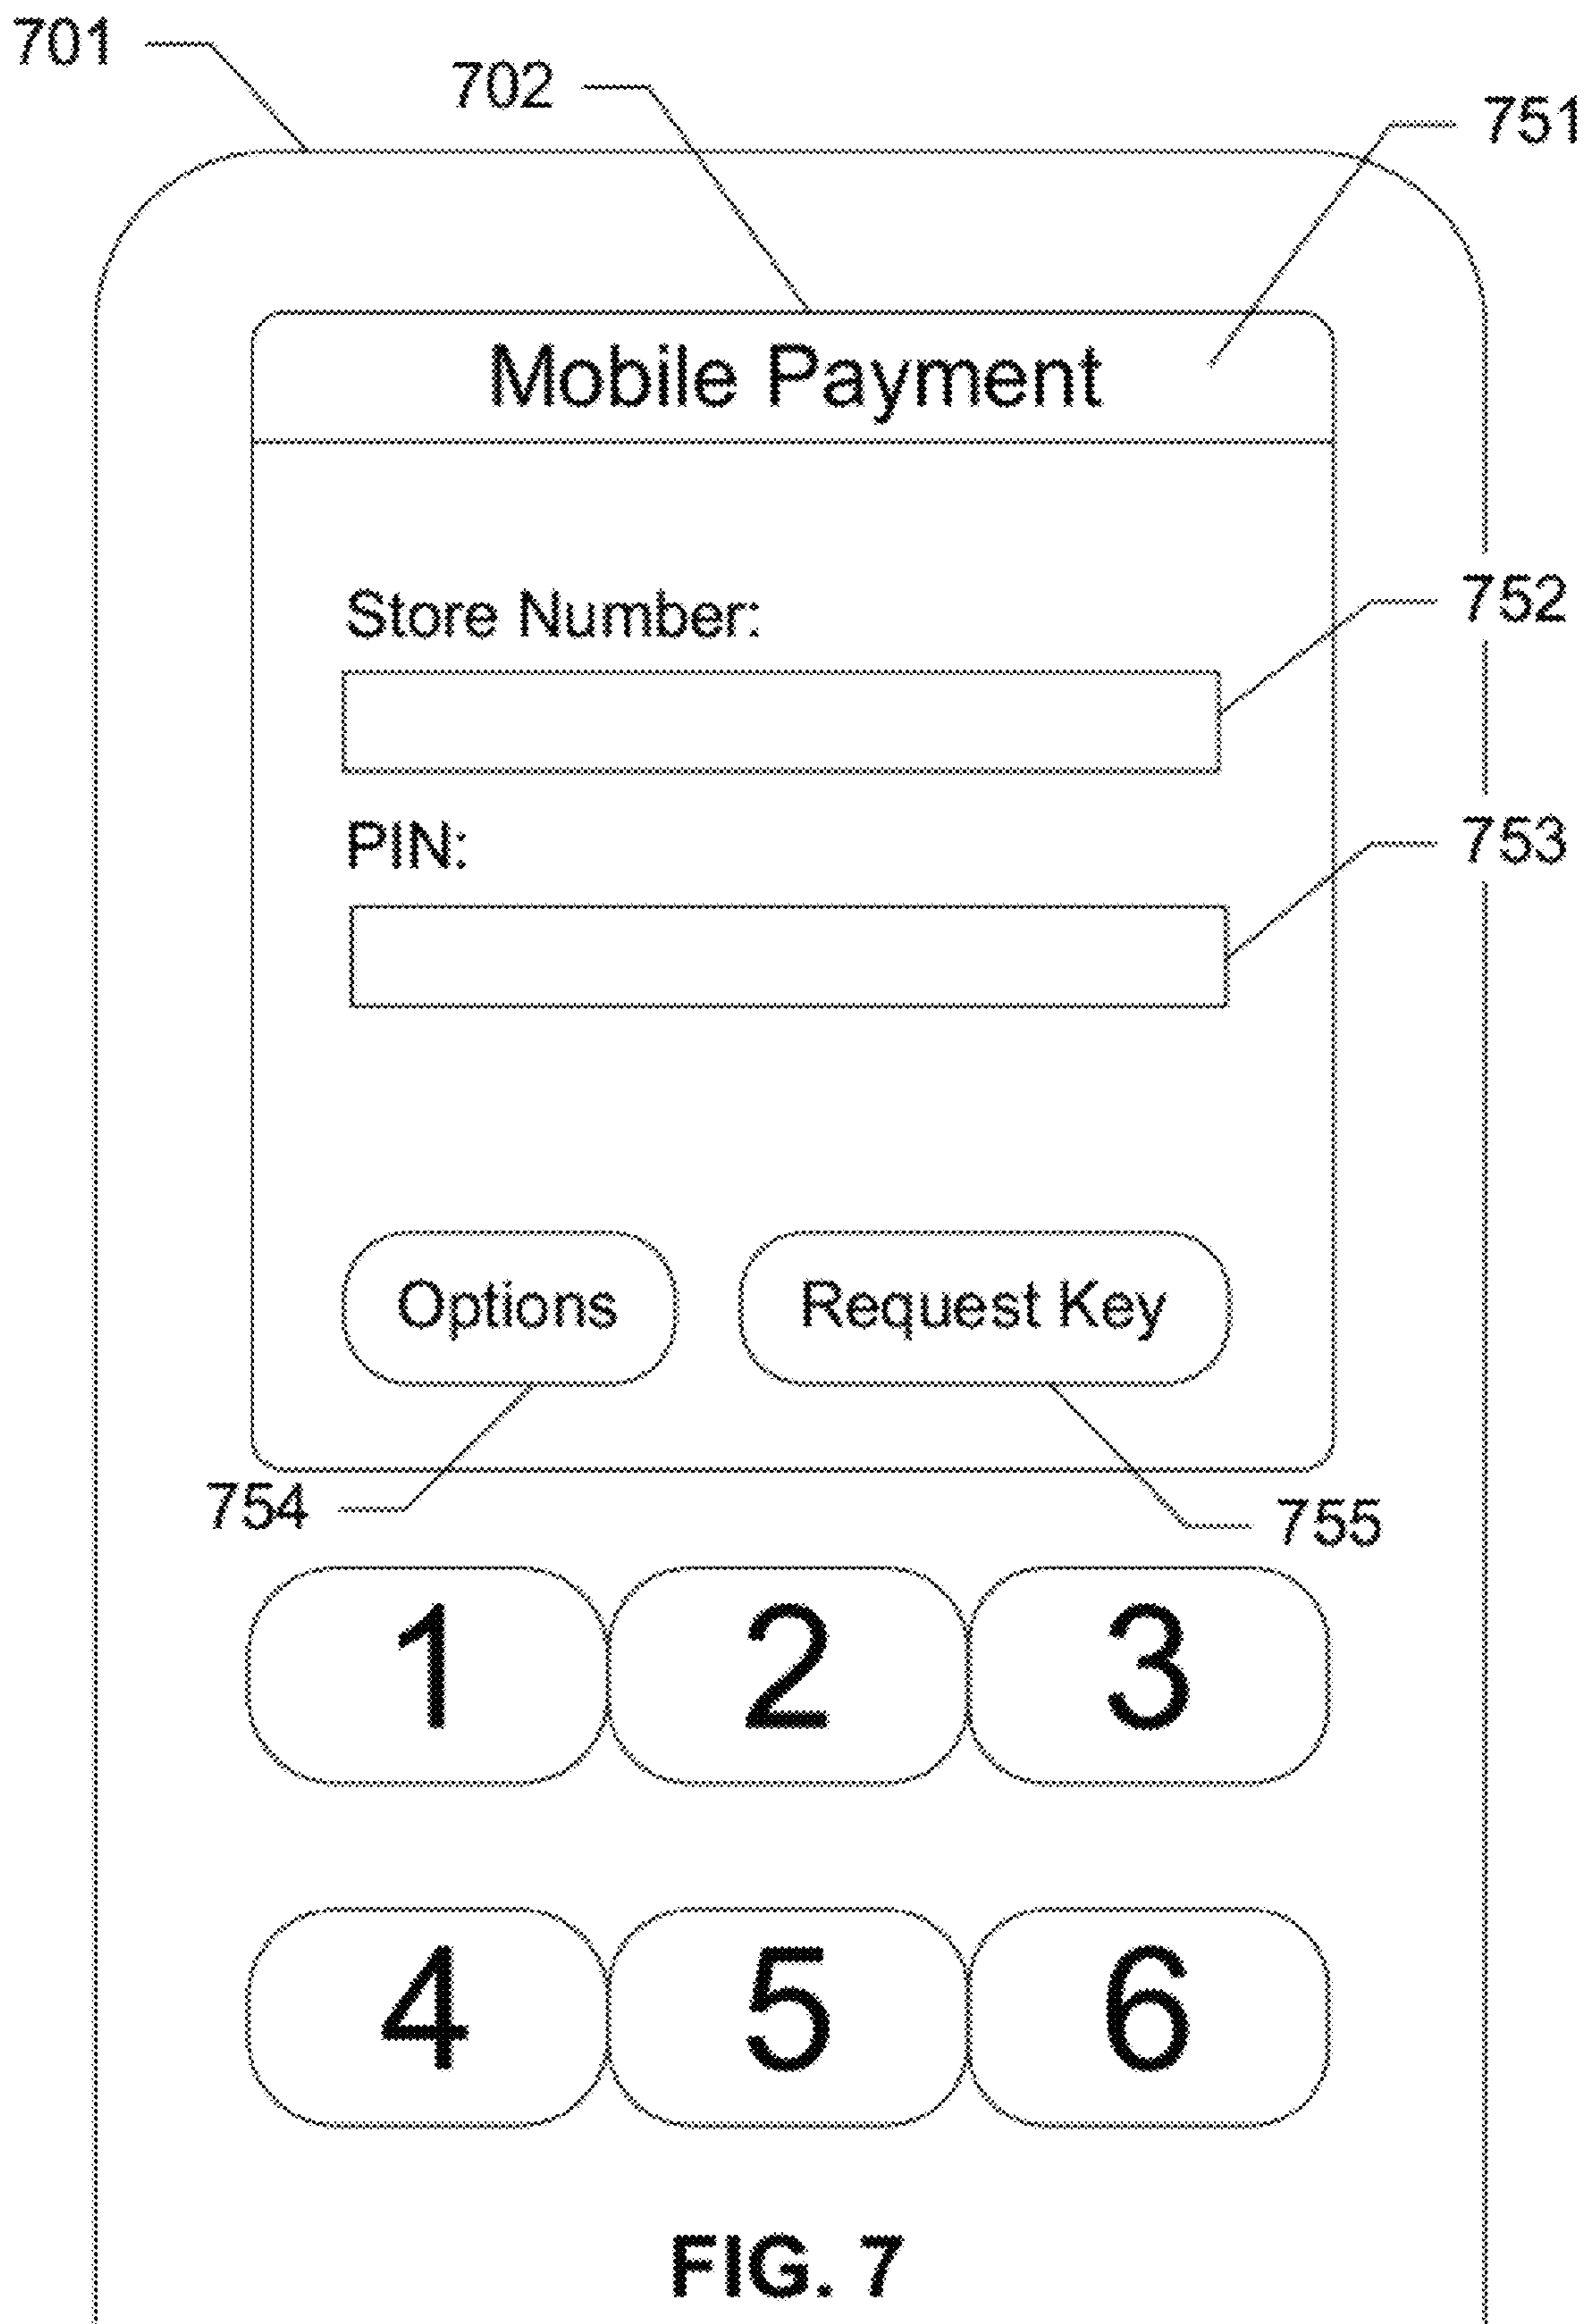 701
702
751
Mobile Payment
Store Number:
752
PIN:
753
Options
Request Key
754
755
1 2 3
4 5 6
FIG. 7